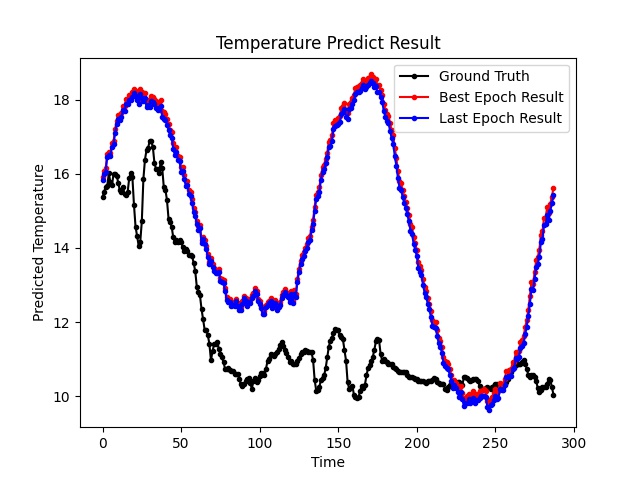 Temperature Predict Result
Ground Truth
Best Epoch Result
Last Epoch Result
Predicted Temperature
18
16
14
12
10
0 50 100 150 200 250 300
Time